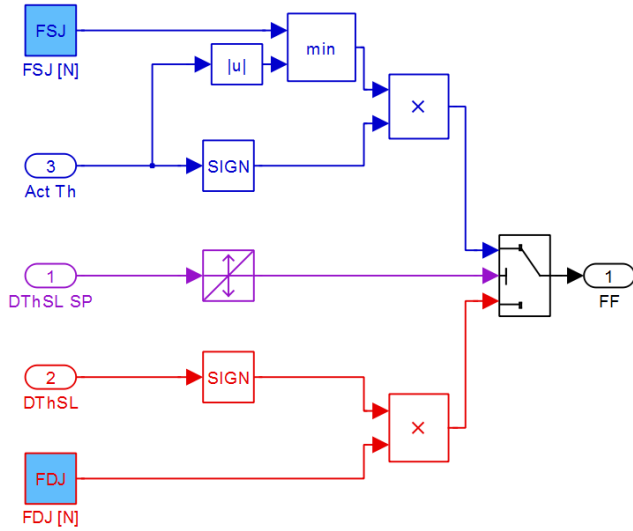 FSJ
FSJ [N]
|u|
min
×
3
Act Th
SIGN
1
DThSL SP
1
FF
2
DThSL
SIGN
×
FDJ
FDJ [N]